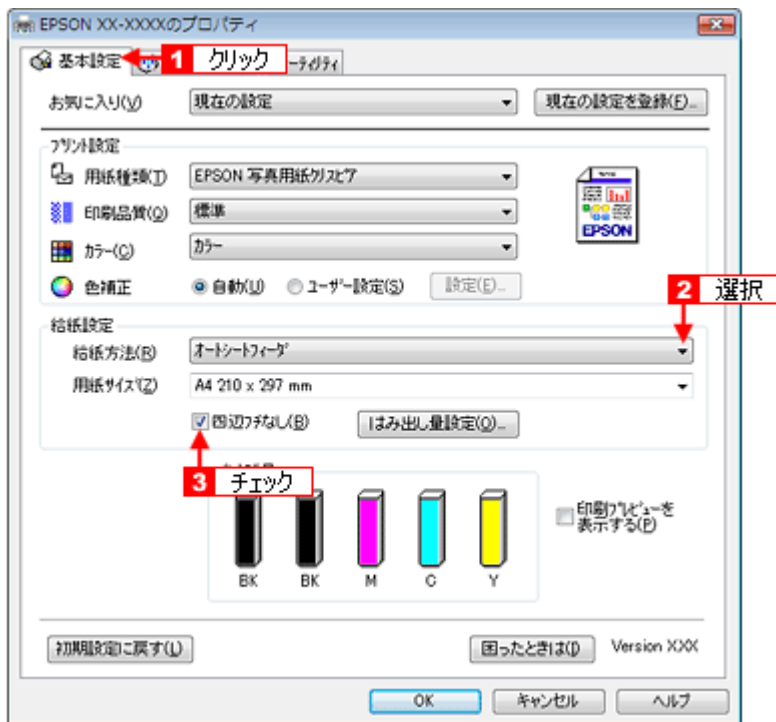 EPSON XX-XXXXのプロパティ
基本設定
1 クリック
ーティリティ
お気に入り(V)
現在の設定
現在の設定を登録(F)...
プリント設定
用紙種類(T)
EPSON 写真用紙クリスピア
印刷品質(Q)
標準
カラー(C)
カラー
色補正
自動(U)
ユーザー設定(S)
設定(E)...
EPSON
2 選択
給紙設定
給紙方法(R)
オートシートフィーダ
用紙サイズ(Z)
A4 210 x 297 mm
四辺フチなし(B)
はみ出し量設定(O)...
3 チェック
BK
BK
M
C
Y
印刷プレビューを
表示する(P)
初期設定に戻す(L)
困ったときは(I)
Version XXX
OK
キャンセル
ヘルプ